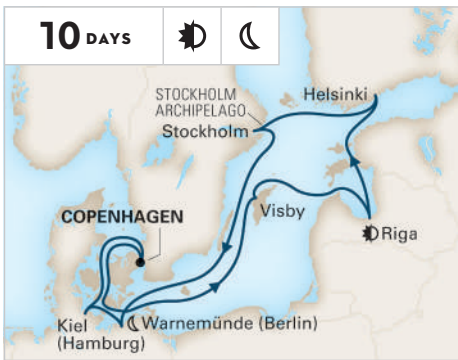 10 DAYS
STOCKHOLM
ARCHIPELAGO
Stockholm
Helsinki
COPENHAGEN
Visby
Riga
Kiel
(Hamburg)
Warnemünde (Berlin)